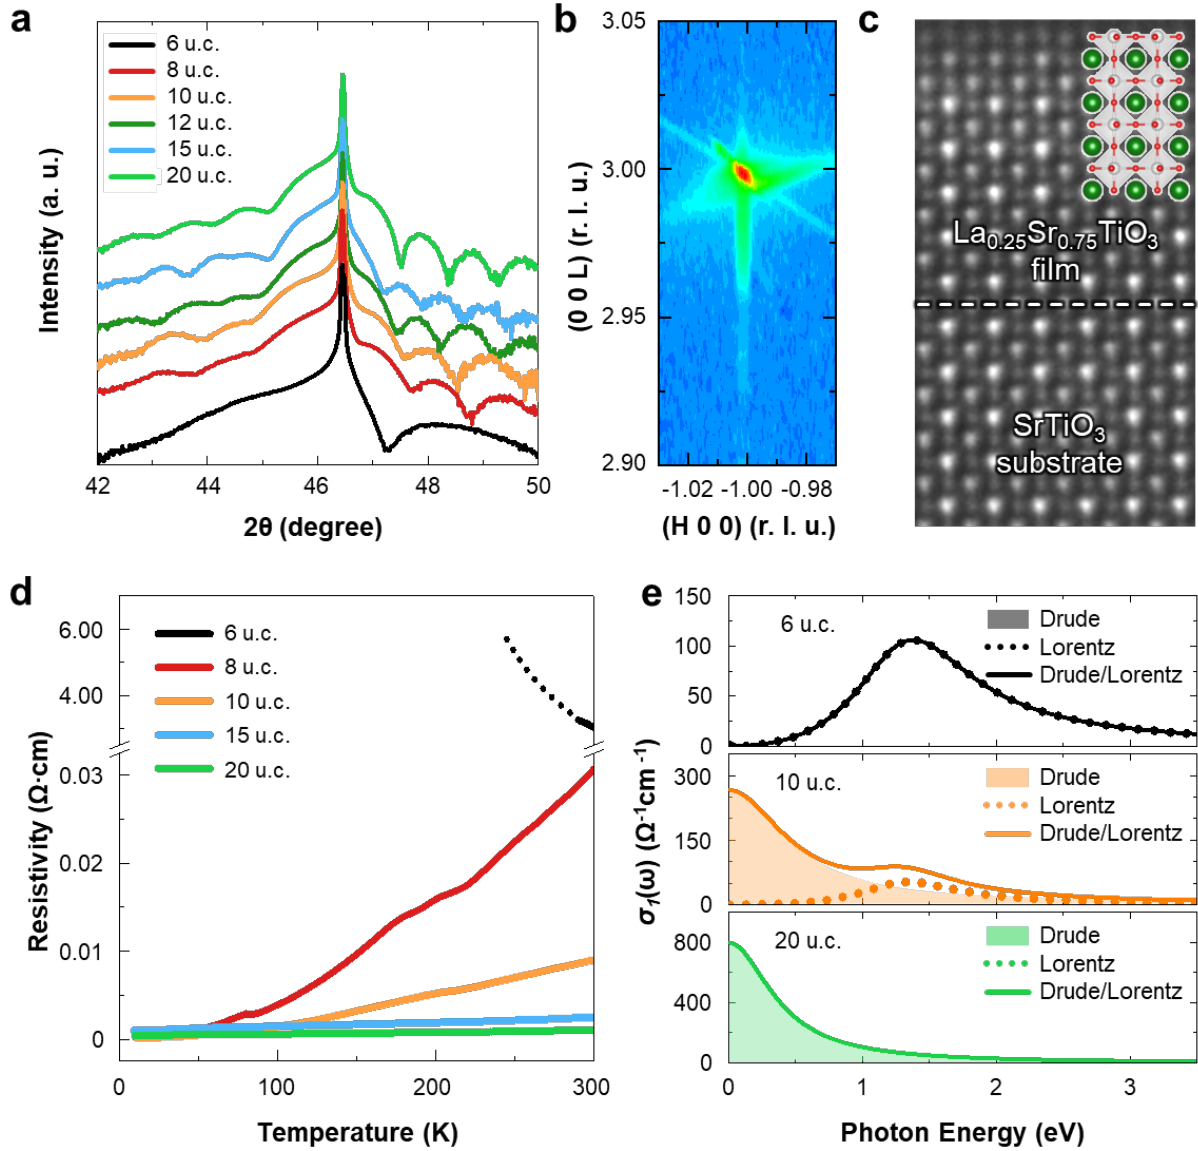 a
6 u.c.
8 u.c.
10 u.c.
12 u.c.
15 u.c.
20 u.c.
Intensity (a. u.)
42
44
46
48
50
2θ (degree)
b
3.05
3.00
2.95
2.90
(0 0 L) (r. l. u.)
-1.02 -1.00 -0.98
(H 0 0) (r. l. u.)
c
La0.25Sr0.75TiO3
film
SrTiO3
substrate
d
6.00
4.00
0.03
0.02
0.01
0
Resistivity (Ω·cm)
6 u.c.
8 u.c.
10 u.c.
15 u.c.
20 u.c.
0
100
200
300
Temperature (K)
e
150
100
50
0
6 u.c.
Drude
Lorentz
Drude/Lorentz
300
150
0
10 u.c.
Drude
Lorentz
Drude/Lorentz
800
400
0
20 u.c.
Drude
Lorentz
Drude/Lorentz
σ1(ω) (Ω-1cm-1)
0
1
2
3
Photon Energy (eV)